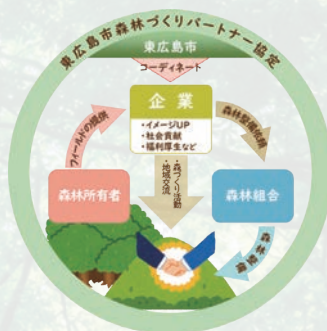 東広島市森林づくりパートナー協定
東広島市
コーディネート
企業
・イメージUP
・社会貢献
・福利厚生など
フィールドの提供
森林整備依頼
森林所有者
・森づくり活動
・地域交流
森林組合
森林整備